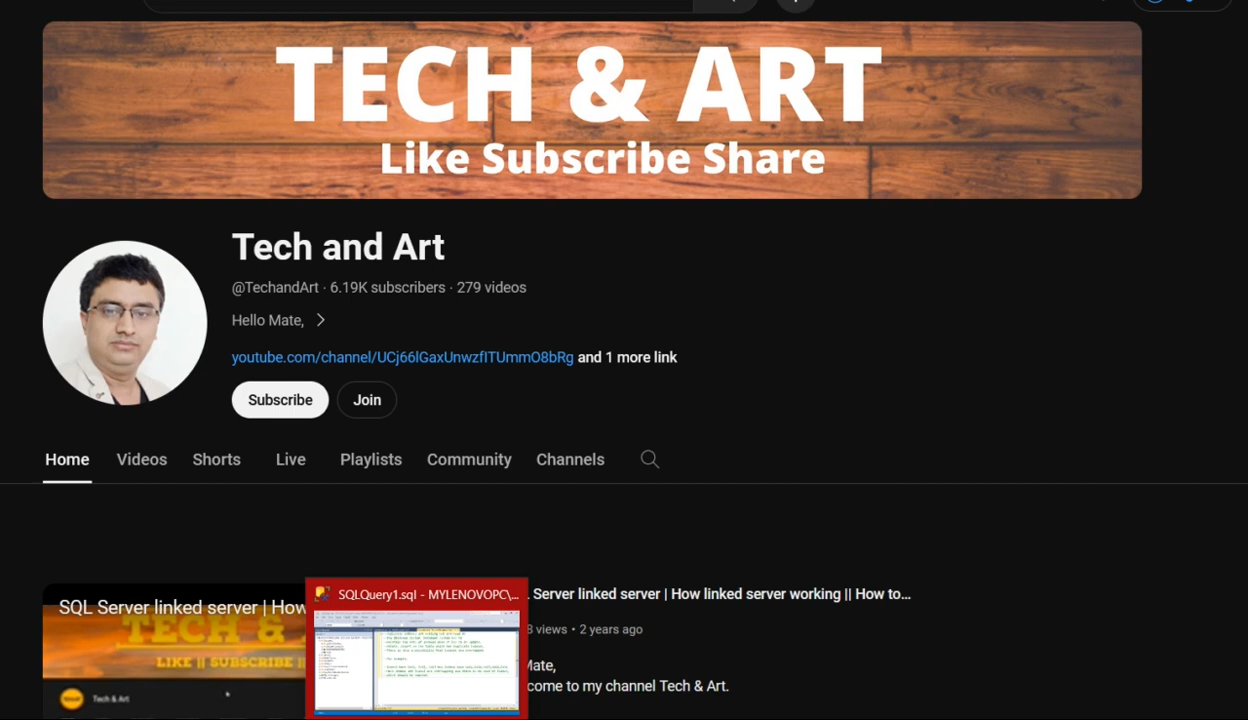 TECH & ART
Like Subscribe Share
Tech and Art
@TechandArt · 6.19K subscribers · 279 videos
Hello Mate,
youtube.com/channel/UCj66lGaxUnwzfITUmmO8bRg and 1 more link
Subscribe
Join
Home Videos Shorts Live Playlists Community Channels
SQL Server linked server | How
TECH &
LIKE || SUBSCRIBE ||
Tech & Art
SQLQuery1.sql - MYLENOVOPC\...
Server linked server | How linked server working || How to...
views • 2 years ago
Mate,
come to my channel Tech & Art.